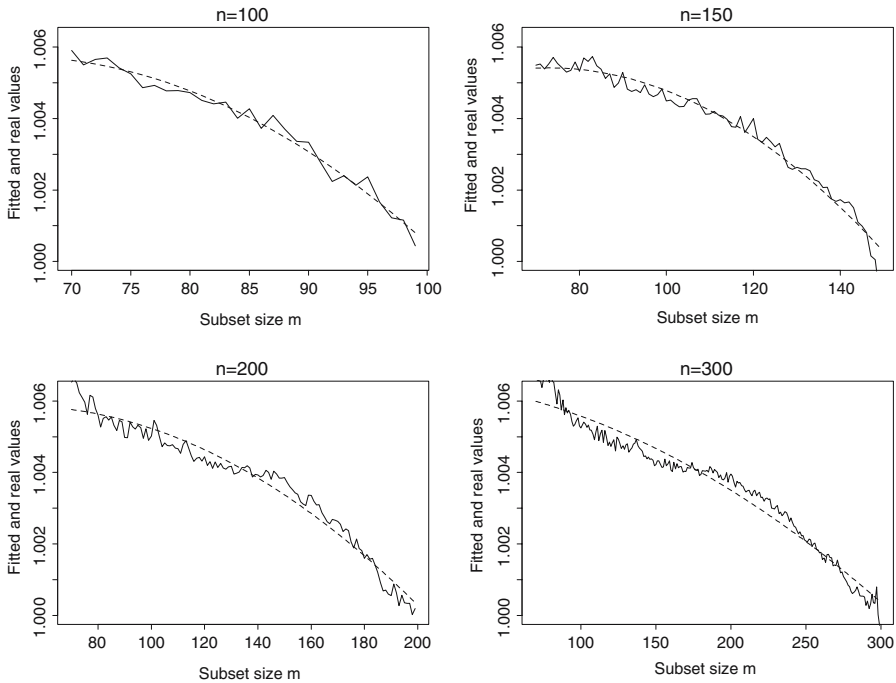 n=100
Fitted and real values
1.000 1.002 1.004 1.006
70 75 80 85 90 95 100
Subset size m
n=150
Fitted and real values
1.000 1.002 1.004 1.006
80 100 120 140
Subset size m
n=200
Fitted and real values
1.000 1.002 1.004 1.006
80 100 120 140 160 180 200
Subset size m
n=300
Fitted and real values
1.000 1.002 1.004 1.006
100 150 200 250 300
Subset size m